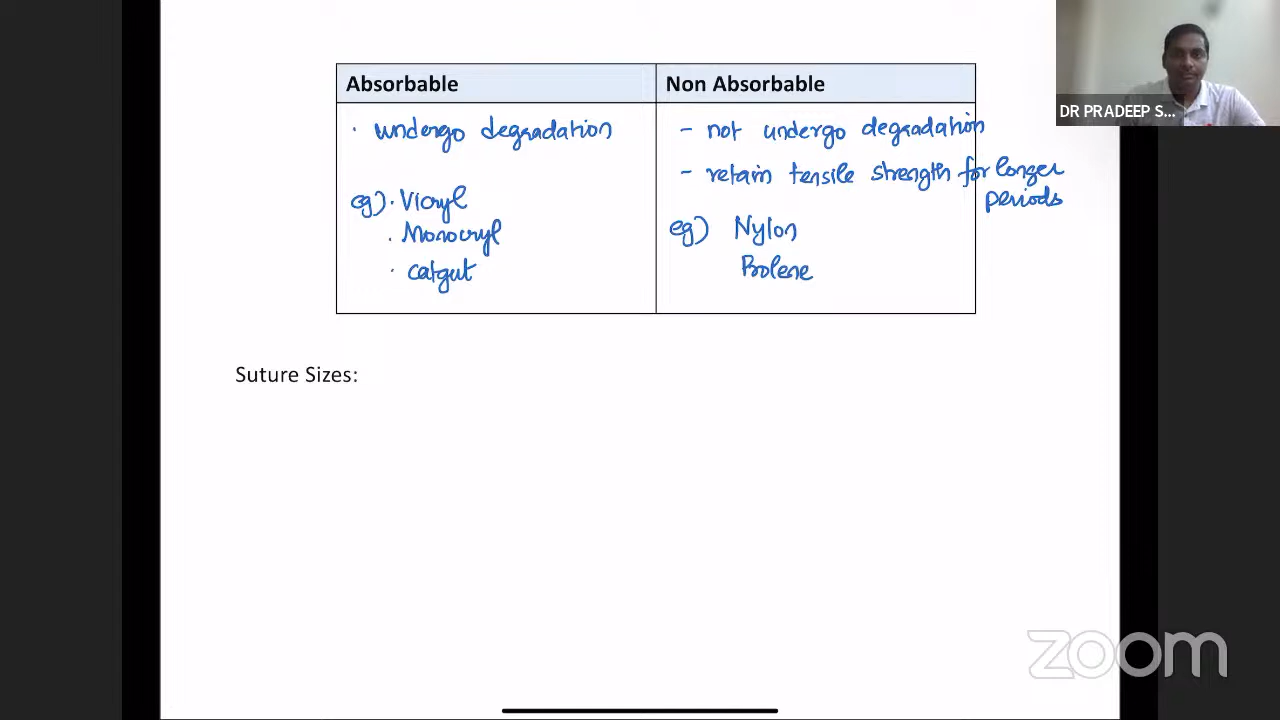 Absorbable
Non Absorbable
DR PRADEEP S...
· undergo degradation
- not undergo degradation
- retain tensile strength for longer
periods
eg) · Vicryl
· Monocryl
· catgut
eg) Nylon
Prolene
Suture Sizes:
zoom